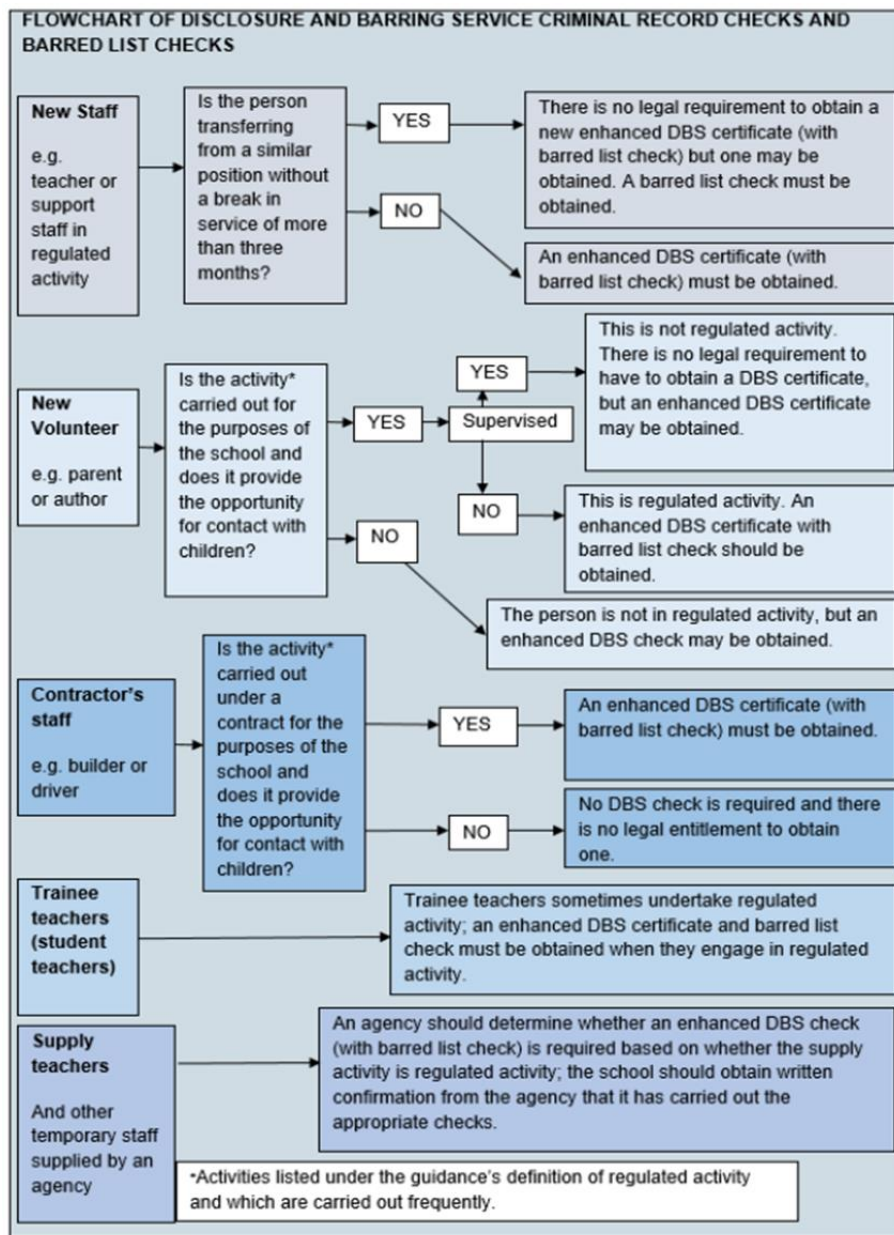 FLOWCHART OF DISCLOSURE AND BARRING SERVICE CRIMINAL RECORD CHECKS AND
BARRED LIST CHECKS
New Staff
e.g.
teacher or
support
staff in
regulated
activity
Is the person
transferring
from a similar
position without
a break in
service of more
than three
months?
YES
There is no legal requirement to obtain a
new enhanced DBS certificate (with
barred list check) but one may be
obtained. A barred list check must be
obtained.
NO
An enhanced DBS certificate (with
barred list check) must be obtained.
New
Volunteer
e.g. parent
or author
Is the activity*
carried out for
the purposes of
the school and
does it provide
the opportunity
for contact with
children?
YES
Supervised
YES
This is not regulated activity.
There is no legal requirement to
have to obtain a DBS certificate,
but an enhanced DBS certificate
may be obtained.
NO
This is regulated activity. An
enhanced DBS certificate with
barred list check should be
obtained.
NO
The person is not in regulated activity, but an
enhanced DBS check may be obtained.
Contractor's
staff
e.g. builder or
driver
Is the activity*
carried out
under a
contract for the
purposes of the
school and
does it provide
the opportunity
for contact with
children?
YES
An enhanced DBS certificate (with
barred list check) must be obtained.
NO
No DBS check is required and there
is no legal entitlement to obtain
one.
Trainee
teachers
(student
teachers)
Trainee teachers sometimes undertake regulated
activity; an enhanced DBS certificate and barred list
check must be obtained when they engage in regulated
activity.
Supply
teachers
And other
temporary staff
supplied by an
agency
An agency should determine whether an enhanced DBS check
(with barred list check) is required based on whether the supply
activity is regulated activity; the school should obtain written
confirmation from the agency that it has carried out the
appropriate checks.
*Activities listed under the guidance's definition of regulated activity
and which are carried out frequently.